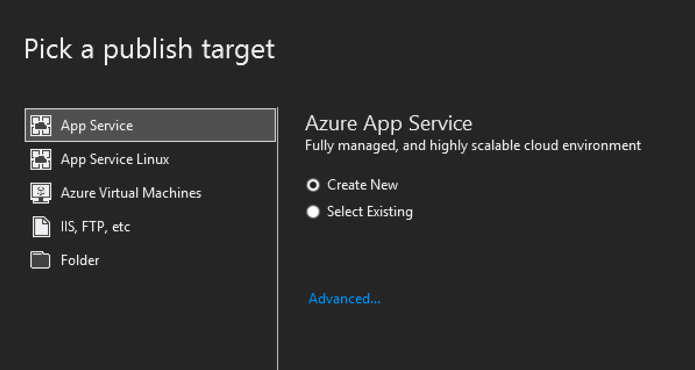 Pick a publish target
App Service
App Service Linux
Azure Virtual Machines
IIS, FTP, etc
Folder
Azure App Service
Fully managed, and highly scalable cloud environment
Create New
Select Existing
Advanced...